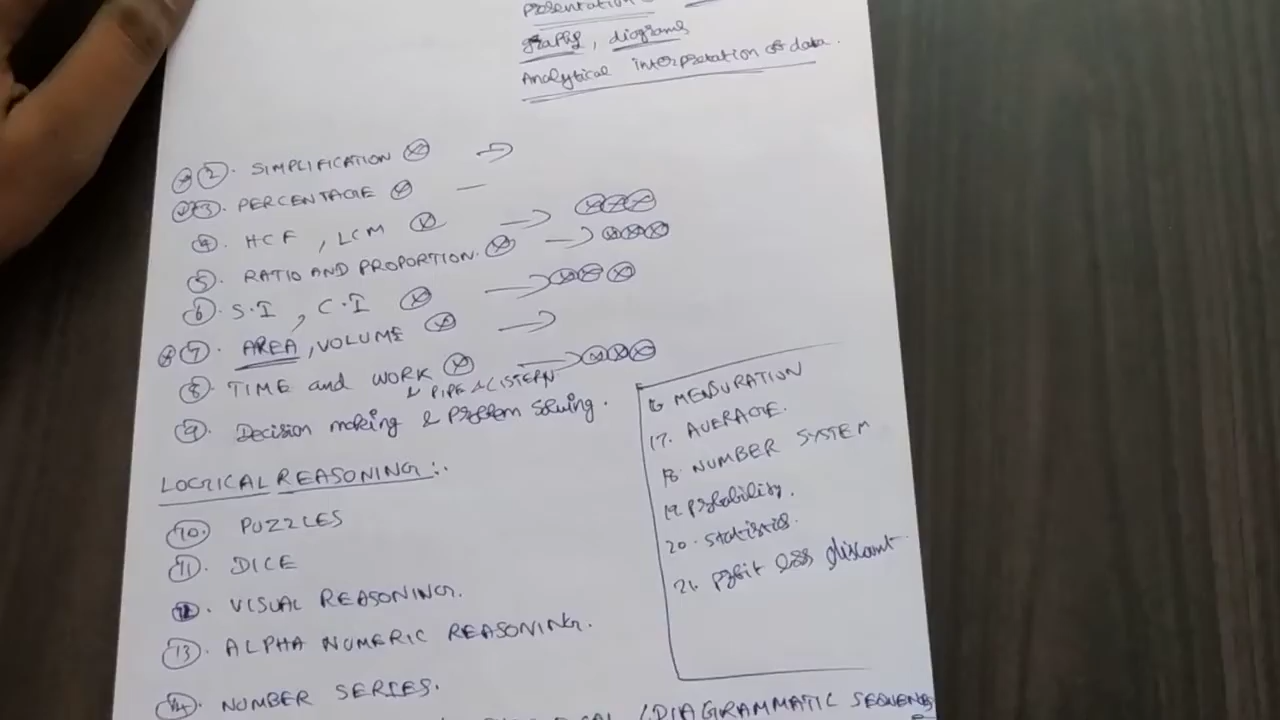 presentation
graphs, diagrams
Analytical interpretation of data.
2. SIMPLIFICATION →
3. PERCENTAGE —
4. HCF, LCM →
5. RATIO AND PROPORTION. →
6. S.I, C.I →
7. AREA, VOLUME →
8. TIME and WORK →
& PIPE & CISTERN
9. Decision making & Problem Solving.
LOGICAL REASONING:.
10. PUZZLES
11. DICE
12. VISUAL REASONING.
13. ALPHA NUMERIC REASONING.
14. NUMBER SERIES.
16 MENSURATION
17. AVERAGE.
18. NUMBER SYSTEM
19. Probability.
20. Statistics.
21. Profit loss discount
/DIAGRAMMATIC SEQUENCE